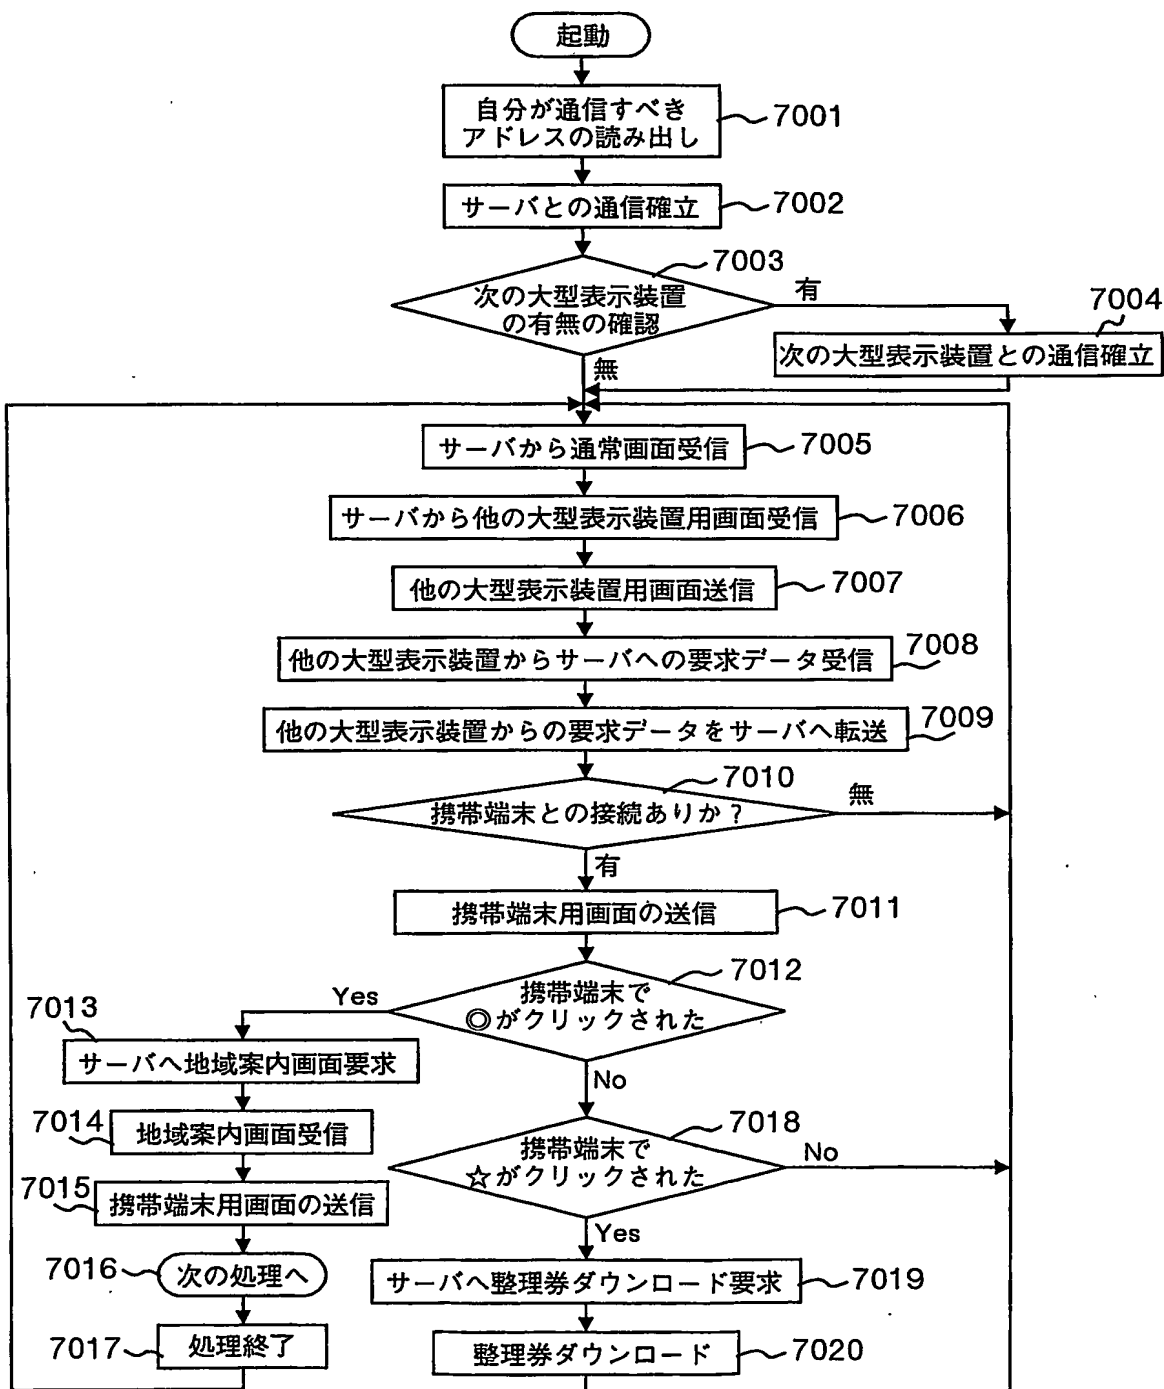 起動
自分が通信すべき
アドレスの読み出し
7001
サーバとの通信確立
7002
7003
次の大型表示装置
の有無の確認
有
7004
次の大型表示装置との通信確立
無
サーバから通常画面受信
7005
サーバから他の大型表示装置用画面受信
7006
他の大型表示装置用画面送信
7007
他の大型表示装置からサーバへの要求データ受信
7008
他の大型表示装置からの要求データをサーバへ転送
7009
7010
携帯端末との接続ありか?
無
有
携帯端末用画面の送信
7011
7012
携帯端末で
◎がクリックされた
Yes
7013
サーバへ地域案内画面要求
No
7014
地域案内画面受信
7018
携帯端末で
☆がクリックされた
No
7015
携帯端末用画面の送信
Yes
7016
次の処理へ
サーバへ整理券ダウンロード要求
7019
7017
処理終了
整理券ダウンロード
7020